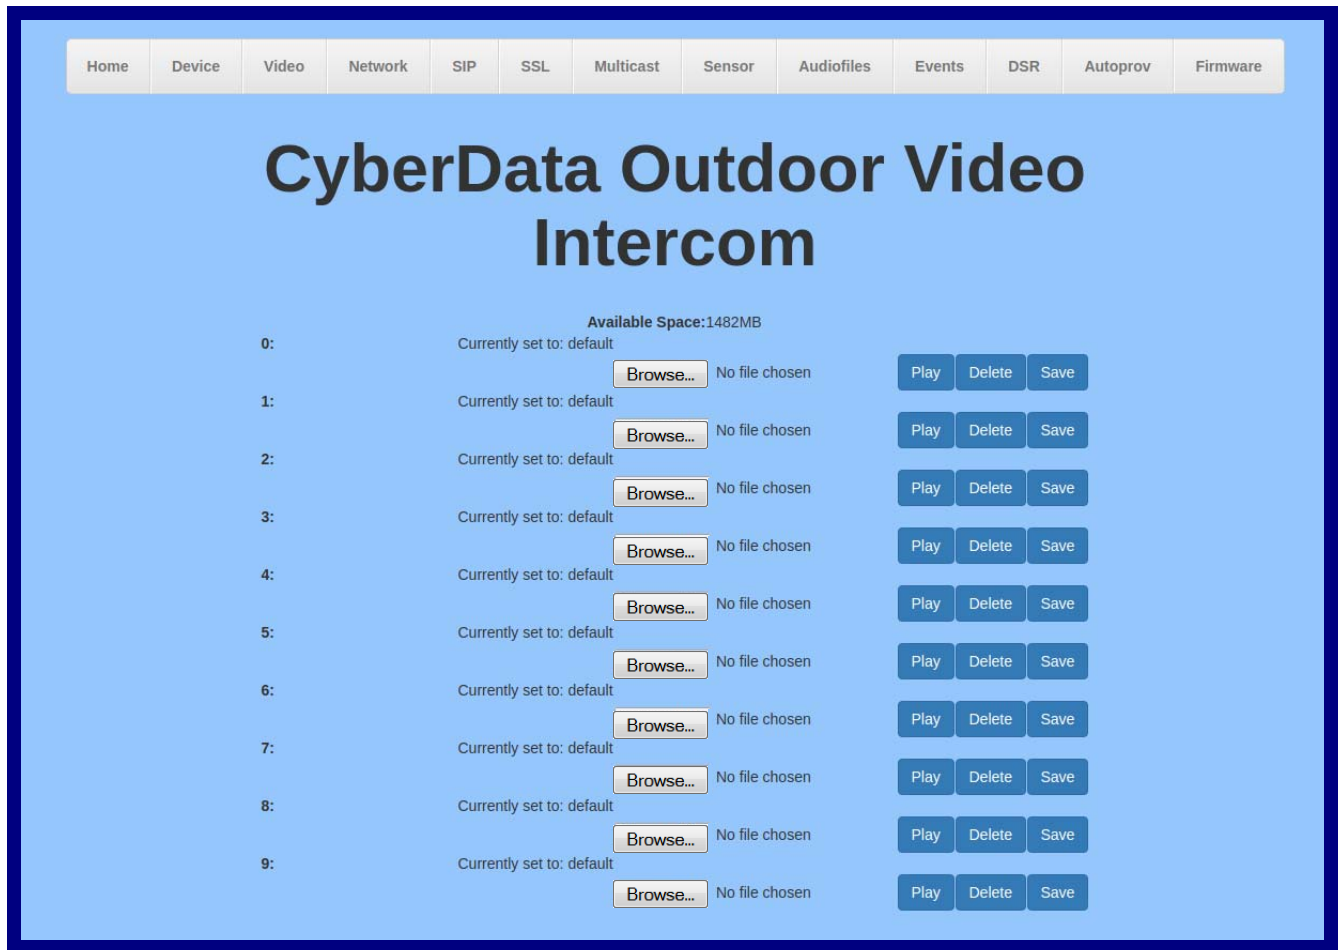 Home Device Video Network SIP SSL Multicast Sensor Audiofiles Events DSR Autoprov Firmware
CyberData Outdoor Video
Intercom
Available Space:1482MB
0: Currently set to: default
Browse... No file chosen Play Delete Save
1: Currently set to: default
Browse... No file chosen Play Delete Save
2: Currently set to: default
Browse... No file chosen Play Delete Save
3: Currently set to: default
Browse... No file chosen Play Delete Save
4: Currently set to: default
Browse... No file chosen Play Delete Save
5: Currently set to: default
Browse... No file chosen Play Delete Save
6: Currently set to: default
Browse... No file chosen Play Delete Save
7: Currently set to: default
Browse... No file chosen Play Delete Save
8: Currently set to: default
Browse... No file chosen Play Delete Save
9: Currently set to: default
Browse... No file chosen Play Delete Save